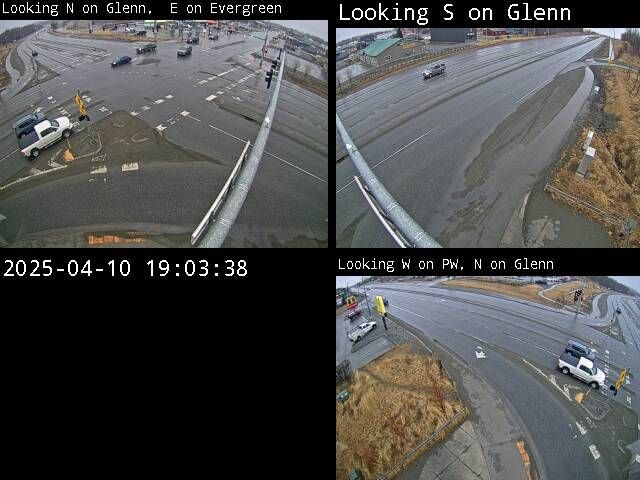 Looking N on Glenn, E on Evergreen
Looking S on Glenn
2025-04-10 19:03:38
Looking W on PW, N on Glenn